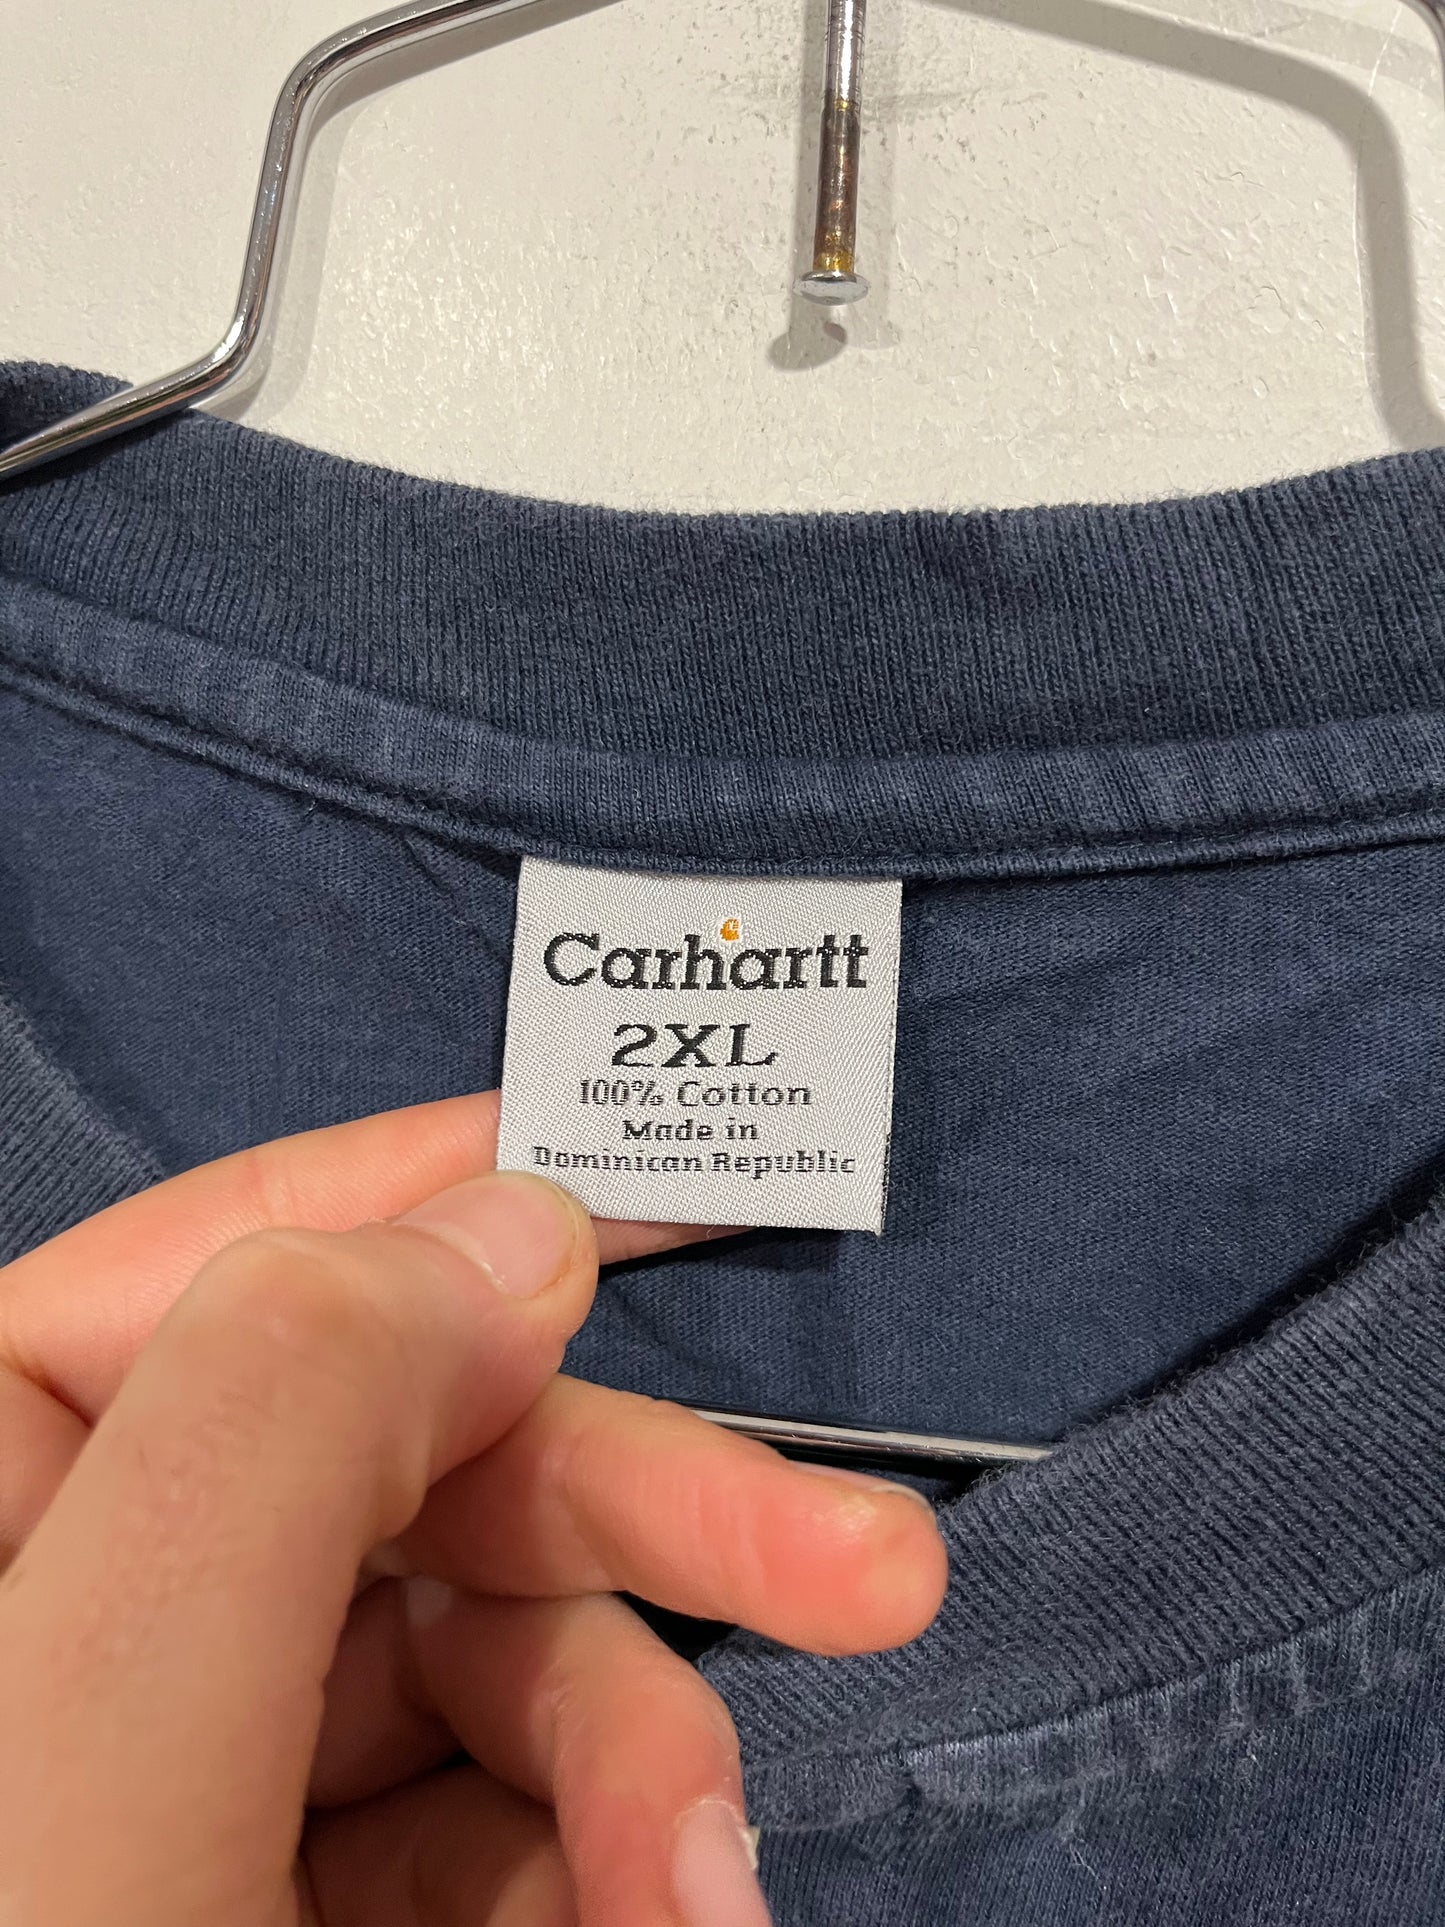 Carhartt
2XL
100% Cotton
Made in
Dominican Republic